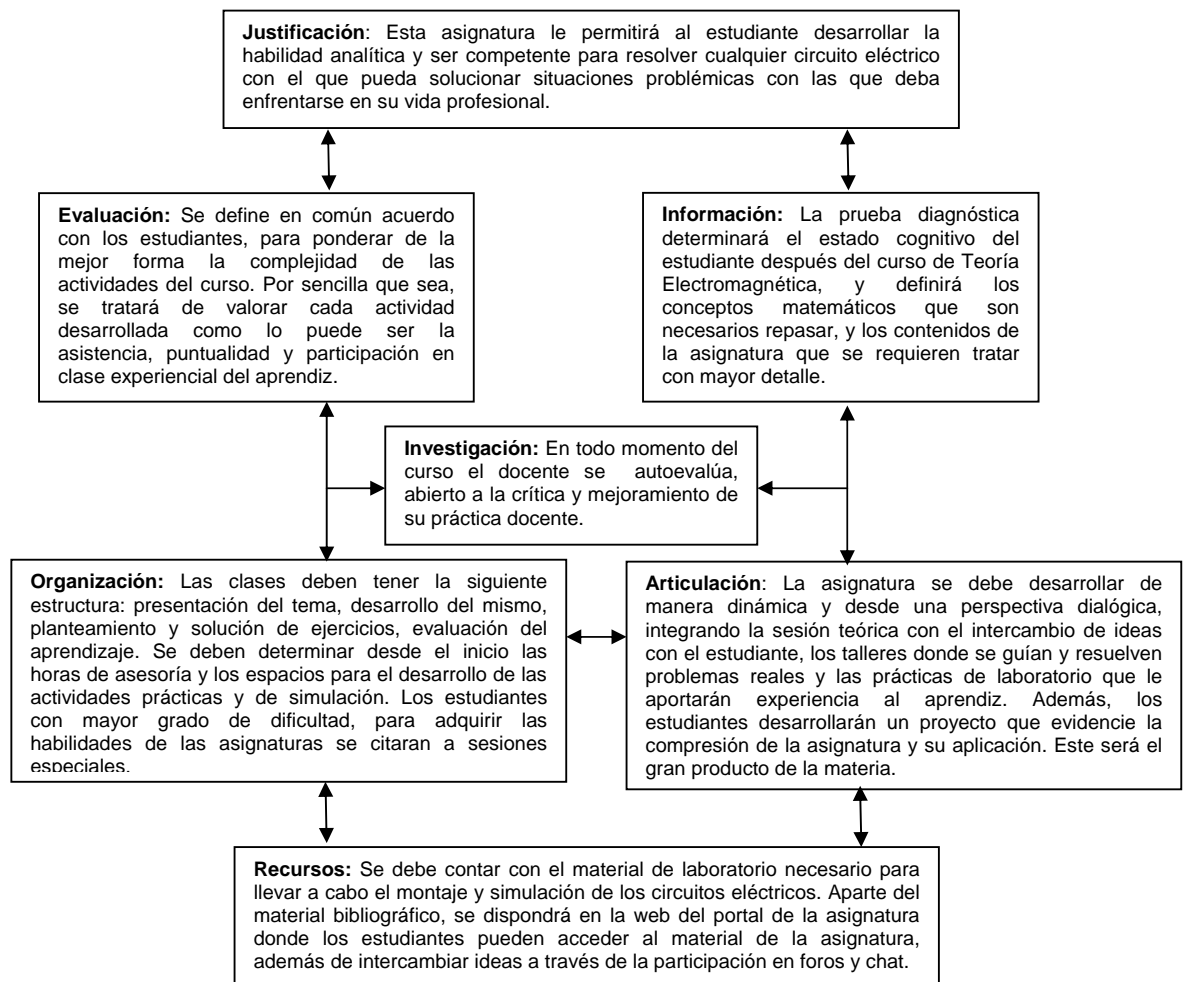 Justificación: Esta asignatura le permitirá al estudiante desarrollar la
habilidad analítica y ser competente para resolver cualquier circuito eléctrico
con el que pueda solucionar situaciones problémicas con las que deba
enfrentarse en su vida profesional.
Evaluación: Se define en común acuerdo
con los estudiantes, para ponderar de la
mejor forma la complejidad de las
actividades del curso. Por sencilla que sea,
se tratará de valorar cada actividad
desarrollada como lo puede ser la
asistencia, puntualidad y participación en
clase experiencial del aprendiz.
Información: La prueba diagnóstica
determinará el estado cognitivo del
estudiante después del curso de Teoría
Electromagnética, y definirá los
conceptos matemáticos que son
necesarios repasar, y los contenidos de
la asignatura que se requieren tratar
con mayor detalle.
Investigación: En todo momento del
curso el docente se autoevalúa,
abierto a la crítica y mejoramiento de
su práctica docente.
Organización: Las clases deben tener la siguiente
estructura: presentación del tema, desarrollo del mismo,
planteamiento y solución de ejercicios, evaluación del
aprendizaje. Se deben determinar desde el inicio las
horas de asesoría y los espacios para el desarrollo de las
actividades prácticas y de simulación. Los estudiantes
con mayor grado de dificultad, para adquirir las
habilidades de las asignaturas se citaran a sesiones
especiales.
Articulación: La asignatura se debe desarrollar de
manera dinámica y desde una perspectiva dialógica,
integrando la sesión teórica con el intercambio de ideas
con el estudiante, los talleres donde se guían y resuelven
problemas reales y las prácticas de laboratorio que le
aportarán experiencia al aprendiz. Además, los
estudiantes desarrollarán un proyecto que evidencie la
compresión de la asignatura y su aplicación. Este será el
gran producto de la materia.
Recursos: Se debe contar con el material de laboratorio necesario para
llevar a cabo el montaje y simulación de los circuitos eléctricos. Aparte del
material bibliográfico, se dispondrá en la web del portal de la asignatura
donde los estudiantes pueden acceder al material de la asignatura,
además de intercambiar ideas a través de la participación en foros y chat.